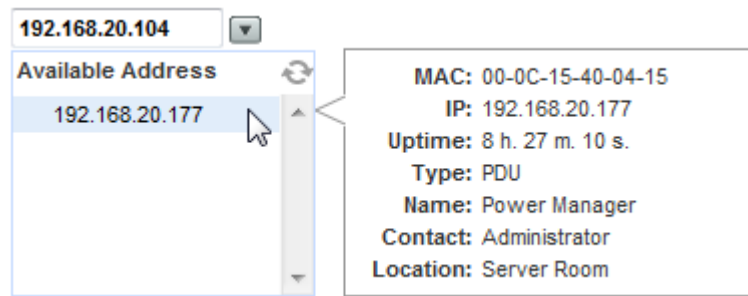 192.168.20.104
Available Address
192.168.20.177
MAC: 00-0C-15-40-04-15
IP: 192.168.20.177
Uptime: 8 h. 27 m. 10 s.
Type: PDU
Name: Power Manager
Contact: Administrator
Location: Server Room